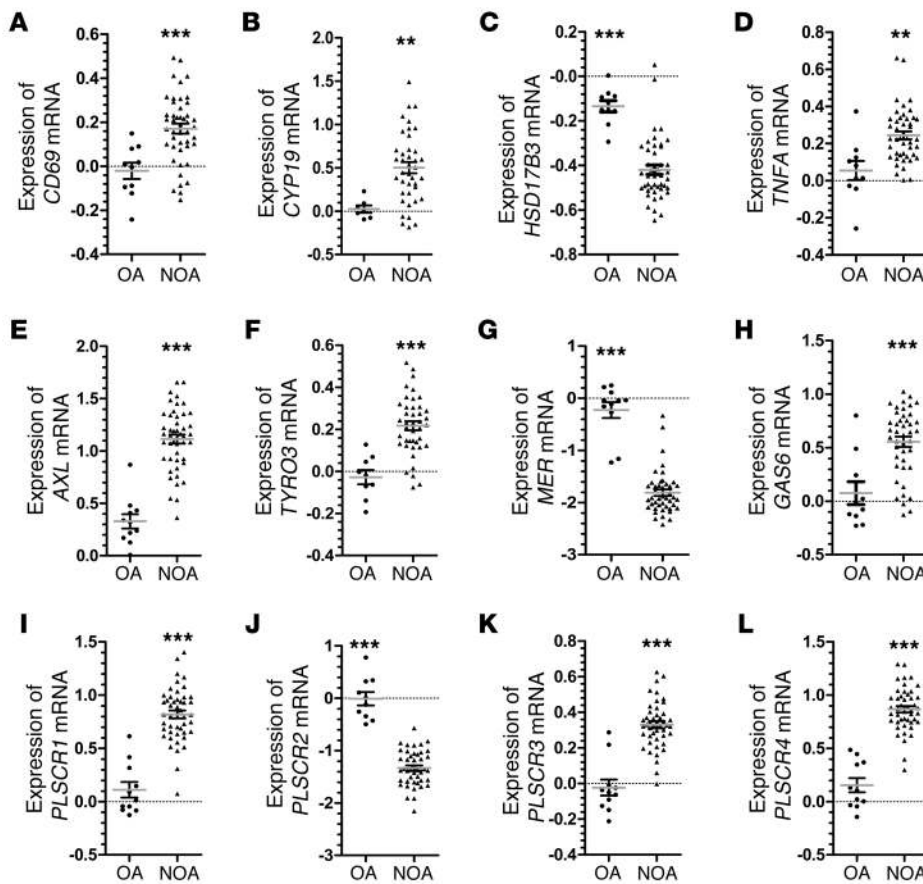 A
***
Expression of
CD69 mRNA
0.6
0.4
0.2
0.0
-0.2
-0.4
OA NOA
B
**
Expression of
CYP19 mRNA
2.0
1.5
1.0
0.5
0.0
-0.5
OA NOA
C
***
Expression of
HSD17B3 mRNA
0.2
-0.0
-0.2
-0.4
-0.6
-0.8
OA NOA
D
**
Expression of
TNFA mRNA
0.8
0.6
0.4
0.2
0.0
-0.2
-0.4
OA NOA
E
***
Expression of
AXL mRNA
2.0
1.5
1.0
0.5
0.0
OA NOA
F
***
Expression of
TYRO3 mRNA
0.6
0.4
0.2
-0.0
-0.2
-0.4
OA NOA
G
***
Expression of
MER mRNA
1
-0
-1
-2
-3
OA NOA
H
***
Expression of
GAS6 mRNA
1.5
1.0
0.5
0.0
-0.5
OA NOA
I
***
Expression of
PLSCR1 mRNA
1.5
1.0
0.5
0.0
-0.5
OA NOA
J
***
Expression of
PLSCR2 mRNA
1
-0
-1
-2
-3
OA NOA
K
***
Expression of
PLSCR3 mRNA
0.8
0.6
0.4
0.2
-0.0
-0.2
-0.4
OA NOA
L
***
Expression of
PLSCR4 mRNA
1.5
1.0
0.5
0.0
-0.5
OA NOA